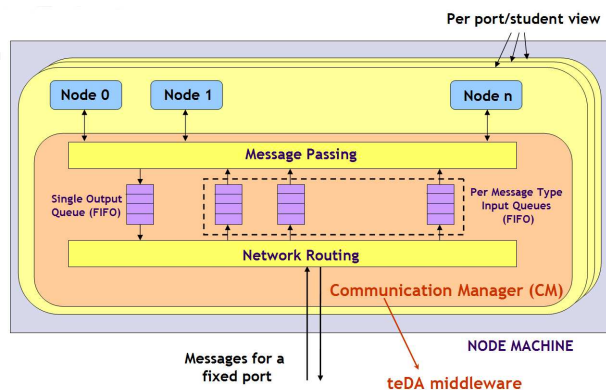 Per port/student view
Node 0
Node 1
Node n
Message Passing
Single Output
Queue (FIFO)
Per Message Type
Input Queues
(FIFO)
Network Routing
Communication Manager (CM)
NODE MACHINE
Messages for a
fixed port
teDA middleware